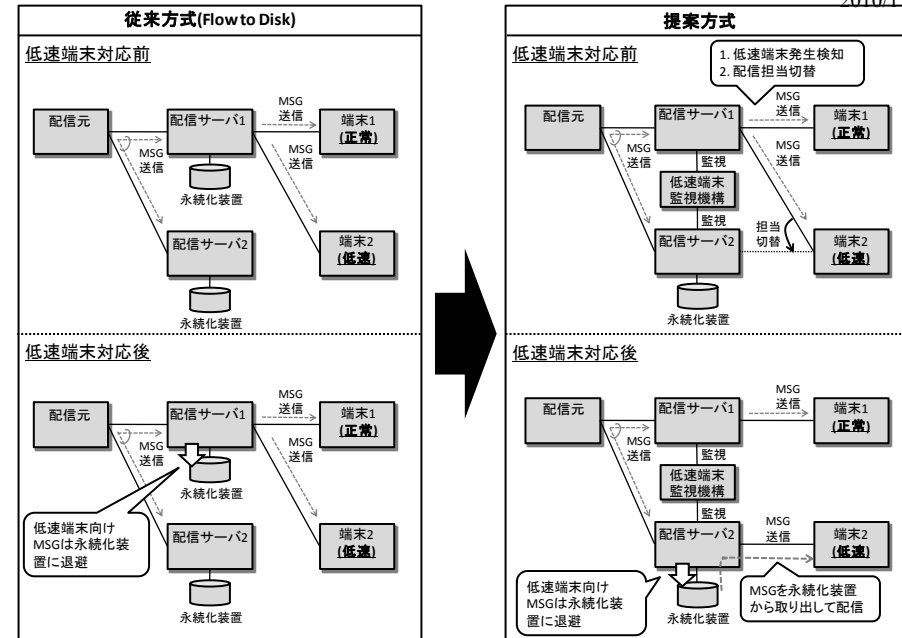 従来方式(Flow to Disk)
低速端末対応前
配信元
配信サーバ1
MSG
送信
端末1
(正常)
MSG
送信
MSG
送信
永続化装置
配信サーバ2
端末2
(低速)
永続化装置
低速端末対応後
配信元
配信サーバ1
MSG
送信
端末1
(正常)
MSG
送信
MSG
送信
永続化装置
低速端末向け
MSGは永続化装
置に退避
配信サーバ2
端末2
(低速)
永続化装置
提案方式
低速端末対応前
1. 低速端末発生検知
2. 配信担当切替
配信元
配信サーバ1
MSG
送信
端末1
(正常)
MSG
送信
MSG
送信
監視
低速端末
監視機構
監視
担当
切替
配信サーバ2
端末2
(低速)
永続化装置
低速端末対応後
配信元
配信サーバ1
MSG
送信
端末1
(正常)
MSG
送信
監視
低速端末
監視機構
監視
配信サーバ2
MSG
送信
端末2
(低速)
低速端末向け
MSGは永続化装
置に退避
永続化装置
MSGを永続化装置
から取り出して配信